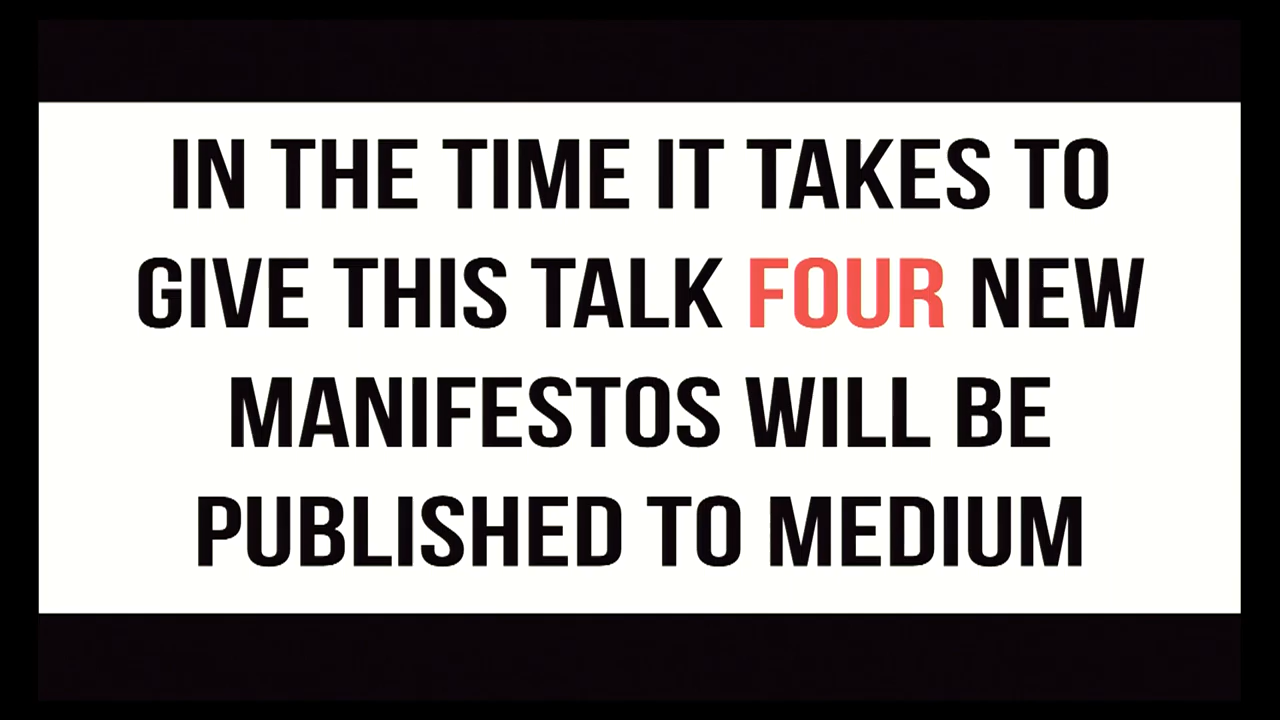 IN THE TIME IT TAKES TO
GIVE THIS TALK FOUR NEW
MANIFESTOS WILL BE
PUBLISHED TO MEDIUM